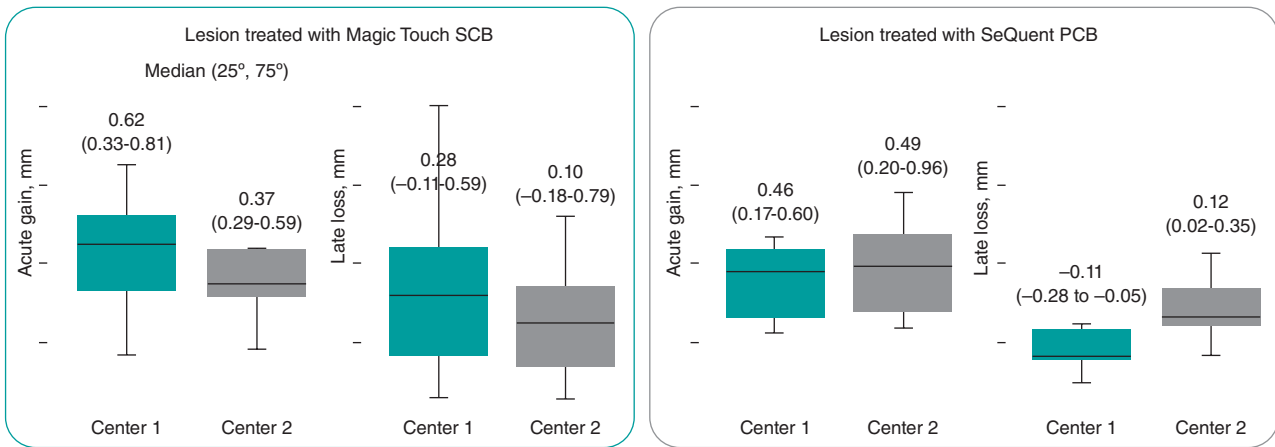 Lesion treated with Magic Touch SCB
Median (25º, 75º)
Acute gain, mm
0.62
(0.33-0.81)
0.37
(0.29-0.59)
Center 1
Center 2
Late loss, mm
0.28
(–0.11-0.59)
0.10
(–0.18-0.79)
Center 1
Center 2
Lesion treated with SeQuent PCB
Acute gain, mm
0.46
(0.17-0.60)
0.49
(0.20-0.96)
Center 1
Center 2
Late loss, mm
–0.11
(–0.28 to –0.05)
0.12
(0.02-0.35)
Center 1
Center 2